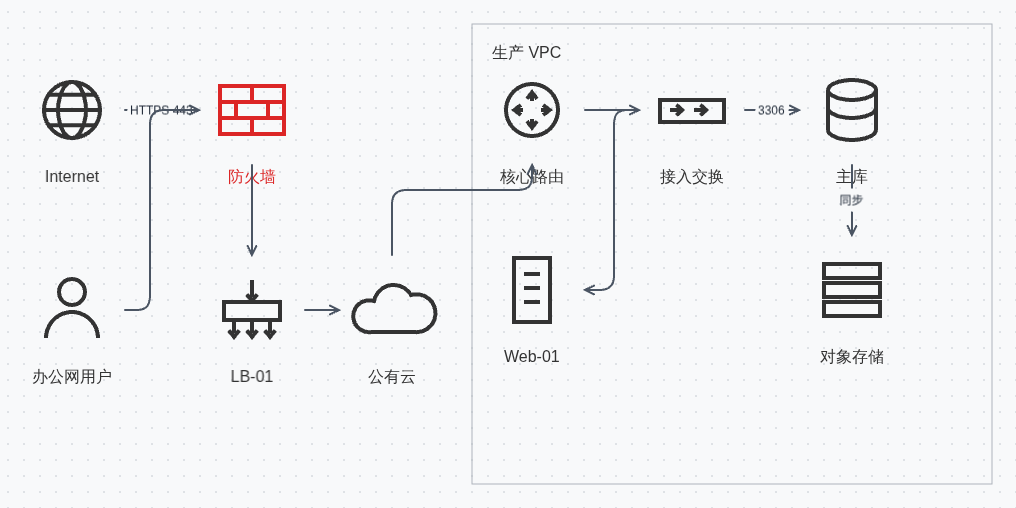 生产 VPC
HTTPS 443
3306
Internet
防火墙
核心路由
接入交换
主库
同步
Web-01
对象存储
办公网用户
LB-01
公有云